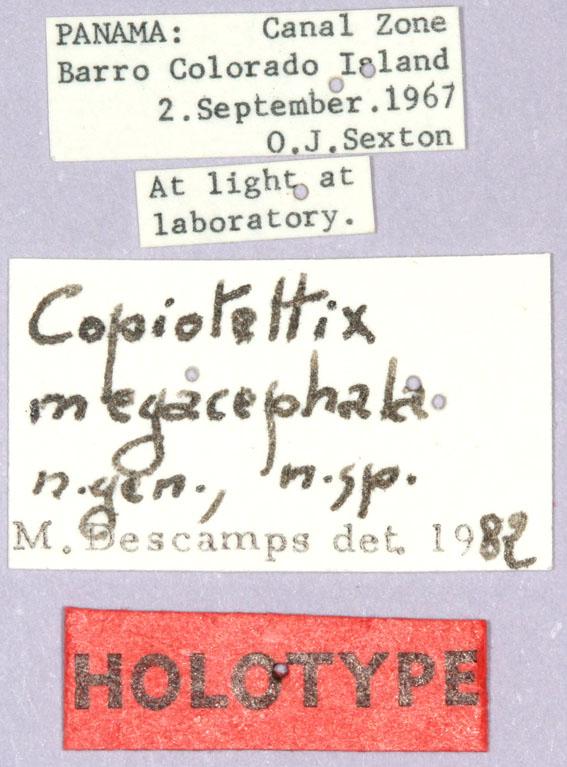 PANAMA: Canal Zone
Barro Colorado Island
2.September.1967
O.J.Sexton
At light at
laboratory.
Copiotettix
megacephala
n.gen., n.sp.
M. Descamps det. 1982
HOLOTYPE